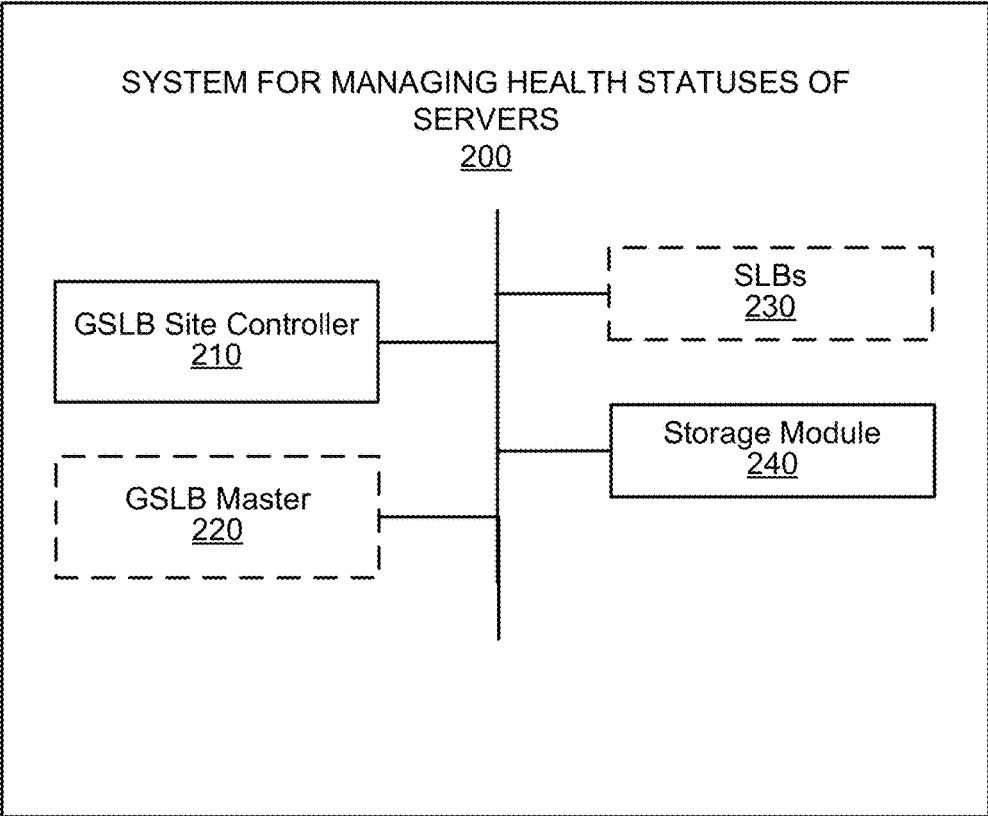 SYSTEM FOR MANAGING HEALTH STATUSES OF
SERVERS
200
GSLB Site Controller
210
GSLB Master
220
SLBs
230
Storage Module
240